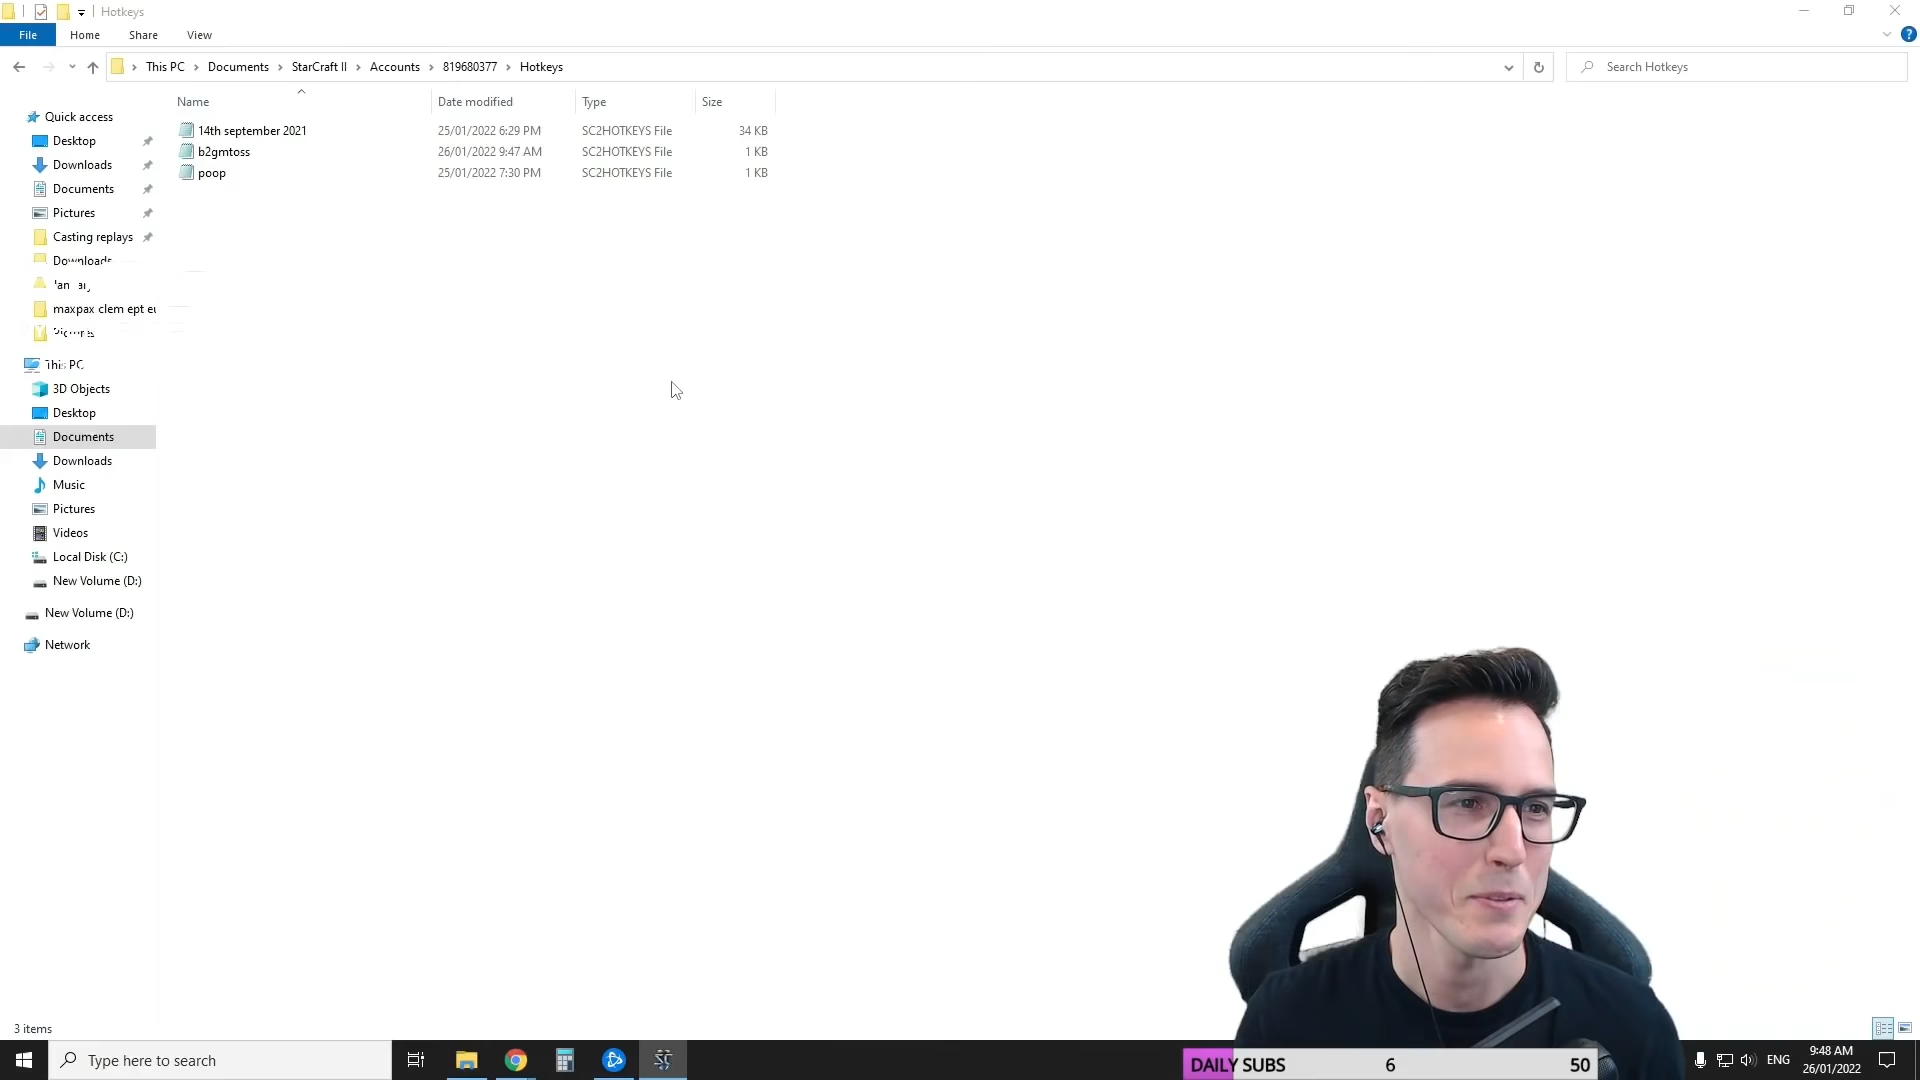 Hotkeys
File Home Share View
This PC Documents StarCraft II Accounts 819680377 Hotkeys
Search Hotkeys
Name Date modified Type Size
14th september 2021 25/01/2022 6:29 PM SC2HOTKEYS File 34 KB
b2gmtoss 26/01/2022 9:47 AM SC2HOTKEYS File 1 KB
poop 25/01/2022 7:30 PM SC2HOTKEYS File 1 KB
Quick access
Desktop
Downloads
Documents
Pictures
Casting replays
Downloads
maxpax clem ept eu
Pictures
This PC
3D Objects
Desktop
Documents
Downloads
Music
Pictures
Videos
Local Disk (C:)
New Volume (D:)
New Volume (D:)
Network
3 items
Type here to search
DAILY SUBS 6 50
ENG
9:48 AM
26/01/2022